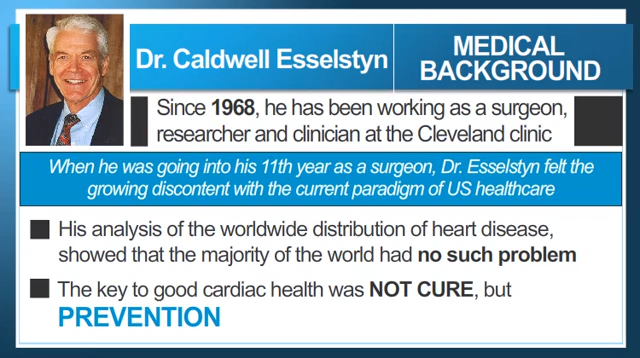 Dr. Caldwell Esselstyn
MEDICAL
BACKGROUND
Since 1968, he has been working as a surgeon,
researcher and clinician at the Cleveland clinic
When he was going into his 11th year as a surgeon, Dr. Esselstyn felt the
growing discontent with the current paradigm of US healthcare
His analysis of the worldwide distribution of heart disease,
showed that the majority of the world had no such problem
The key to good cardiac health was NOT CURE, but
PREVENTION